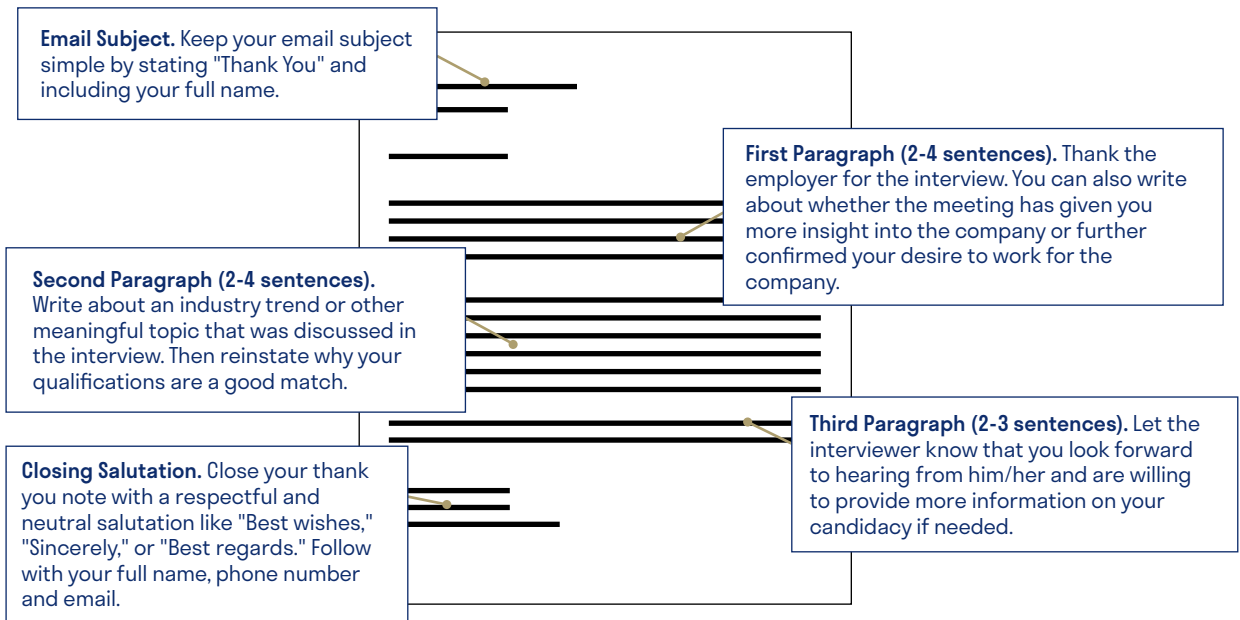 Email Subject. Keep your email subject
simple by stating "Thank You" and
including your full name.
First Paragraph (2-4 sentences). Thank the
employer for the interview. You can also write
about whether the meeting has given you
more insight into the company or further
confirmed your desire to work for the
company.
Second Paragraph (2-4 sentences).
Write about an industry trend or other
meaningful topic that was discussed in
the interview. Then reinstate why your
qualifications are a good match.
Third Paragraph (2-3 sentences). Let the
interviewer know that you look forward
to hearing from him/her and are willing
to provide more information on your
candidacy if needed.
Closing Salutation. Close your thank
you note with a respectful and
neutral salutation like "Best wishes,"
"Sincerely," or "Best regards." Follow
with your full name, phone number
and email.